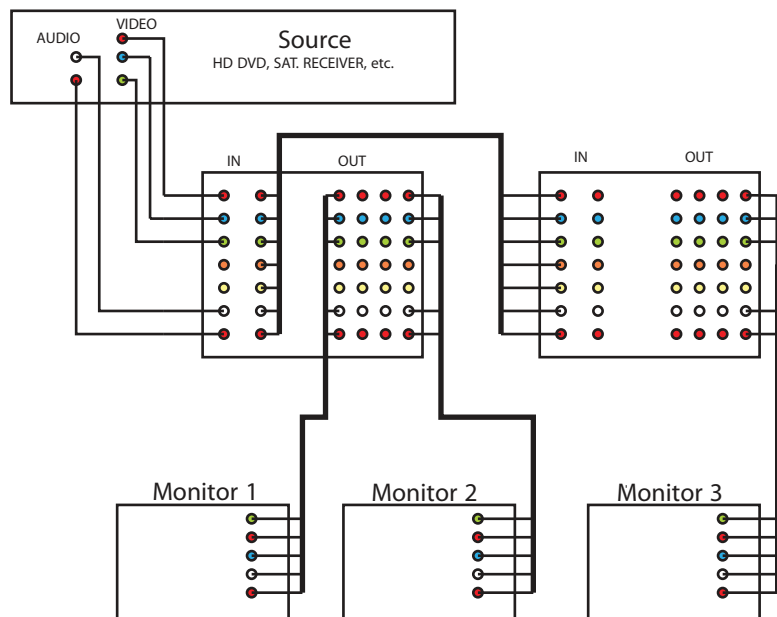 VIDEO
AUDIO
Source
HD DVD, SAT. RECEIVER, etc.
IN
OUT
IN
OUT
Monitor 1
Monitor 2
Monitor 3